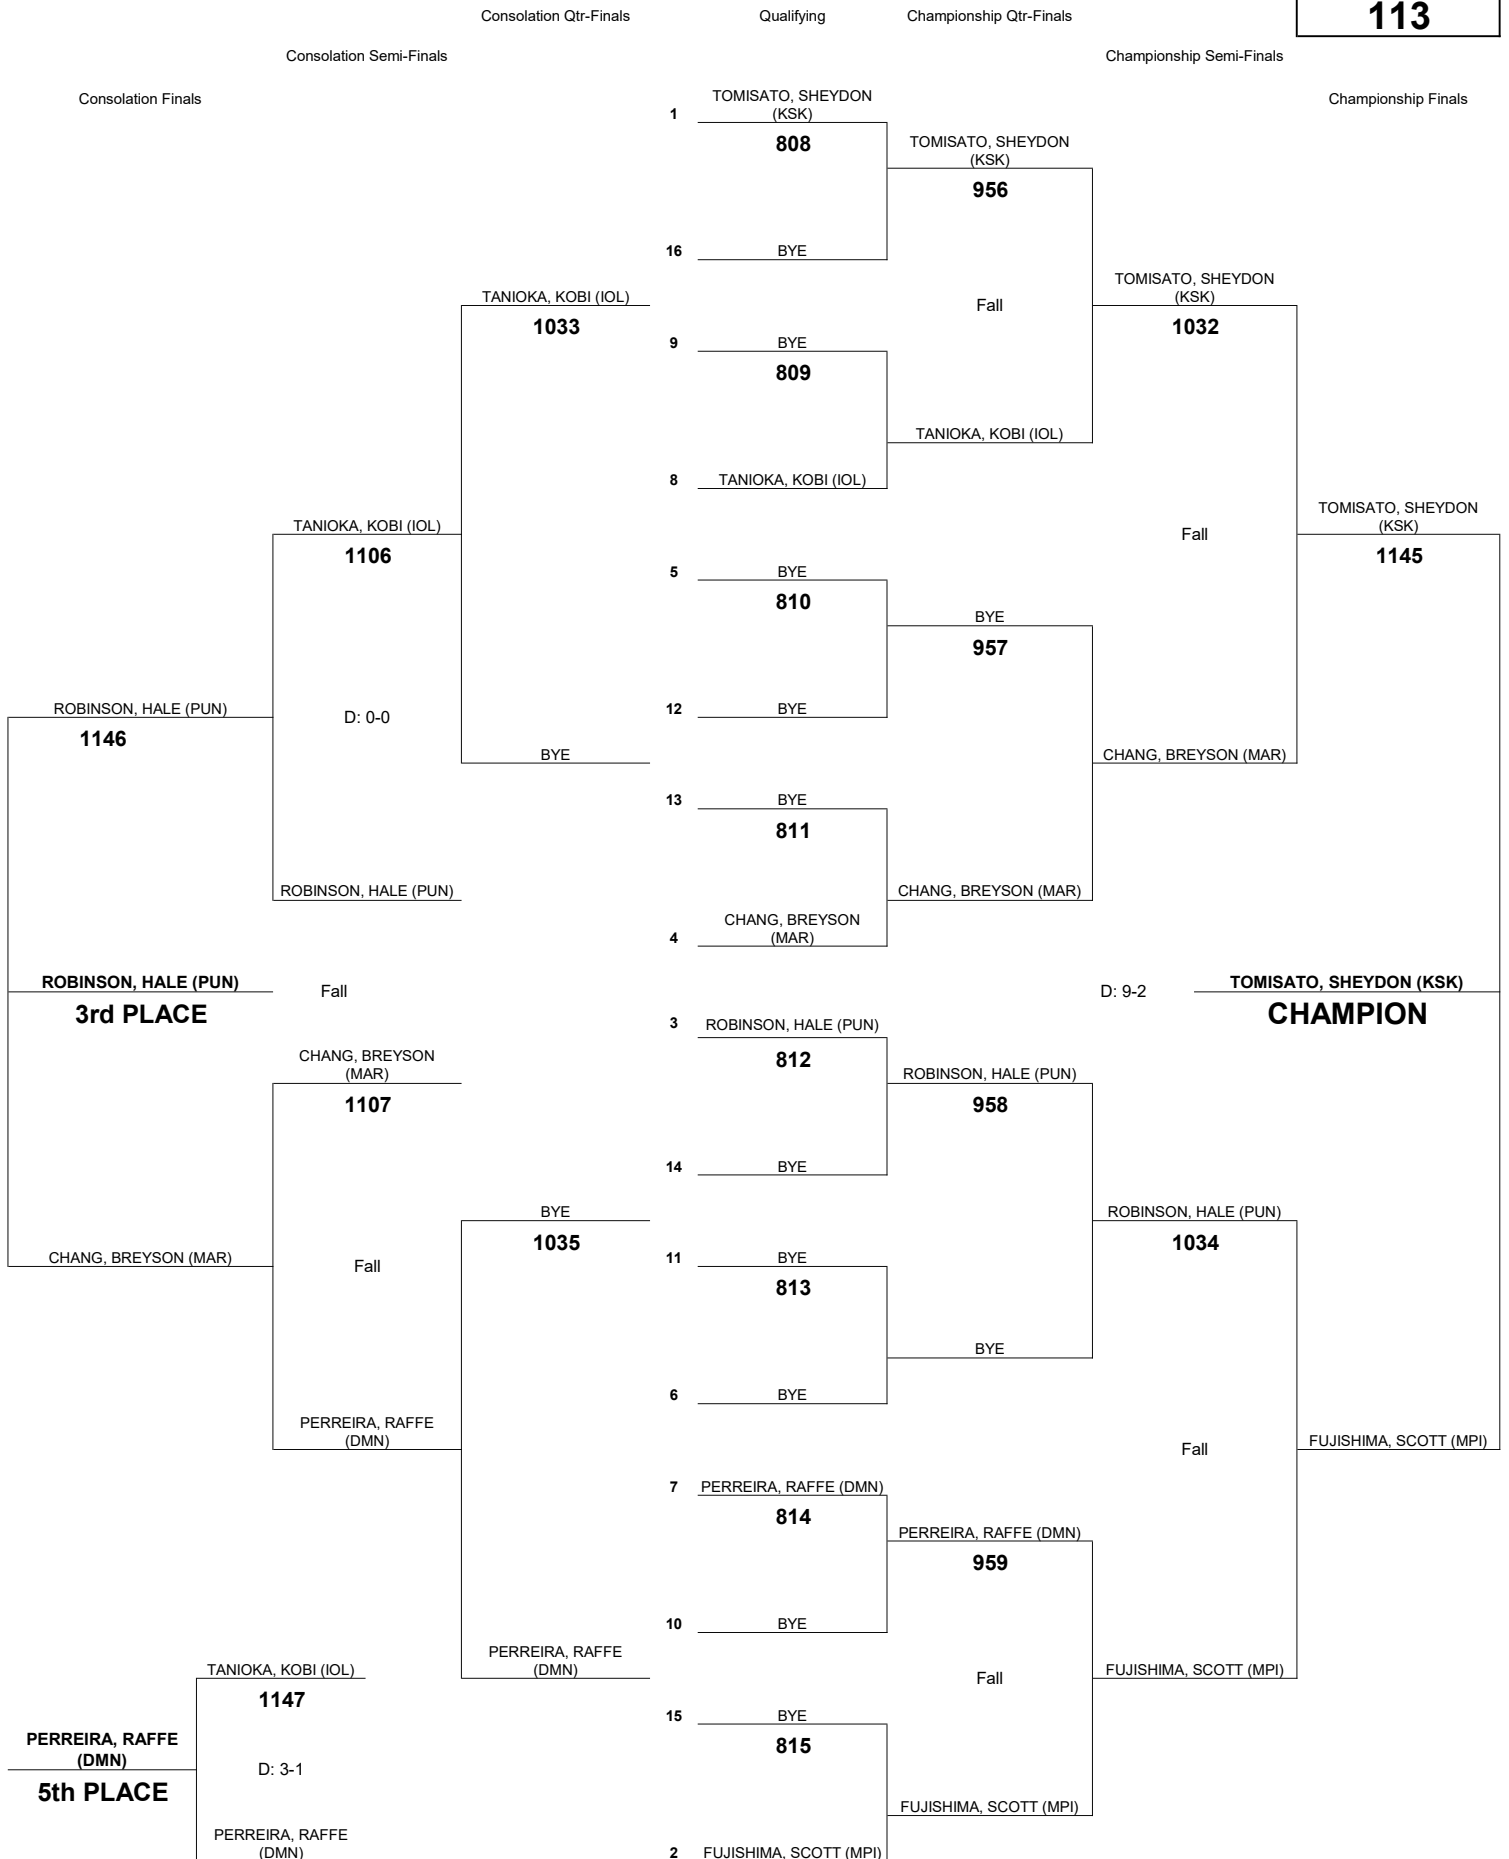 Consolation Qtr-Finals
Qualifying
Championship Qtr-Finals
113
Consolation Semi-Finals
Championship Semi-Finals
Consolation Finals
Championship Finals
1
TOMISATO, SHEYDON
(KSK)
808
TOMISATO, SHEYDON
(KSK)
956
16
BYE
TANIOKA, KOBI (IOL)
1033
Fall
TOMISATO, SHEYDON
(KSK)
1032
9
BYE
809
TANIOKA, KOBI (IOL)
8
TANIOKA, KOBI (IOL)
TANIOKA, KOBI (IOL)
1106
Fall
TOMISATO, SHEYDON
(KSK)
1145
5
BYE
810
BYE
957
ROBINSON, HALE (PUN)
1146
D: 0-0
12
BYE
BYE
CHANG, BREYSON (MAR)
13
BYE
811
ROBINSON, HALE (PUN)
CHANG, BREYSON (MAR)
4
CHANG, BREYSON
(MAR)
ROBINSON, HALE (PUN)
3rd PLACE
Fall
D: 9-2
TOMISATO, SHEYDON (KSK)
CHAMPION
3
ROBINSON, HALE (PUN)
812
CHANG, BREYSON
(MAR)
1107
ROBINSON, HALE (PUN)
958
14
BYE
BYE
1035
ROBINSON, HALE (PUN)
1034
CHANG, BREYSON (MAR)
Fall
11
BYE
813
BYE
6
BYE
PERREIRA, RAFFE
(DMN)
Fall
FUJISHIMA, SCOTT (MPI)
7
PERREIRA, RAFFE (DMN)
814
PERREIRA, RAFFE (DMN)
959
10
BYE
PERREIRA, RAFFE
(DMN)
TANIOKA, KOBI (IOL)
1147
Fall
FUJISHIMA, SCOTT (MPI)
15
BYE
815
PERREIRA, RAFFE
(DMN)
5th PLACE
D: 3-1
FUJISHIMA, SCOTT (MPI)
PERREIRA, RAFFE
(DMN)
2
FUJISHIMA, SCOTT (MPI)